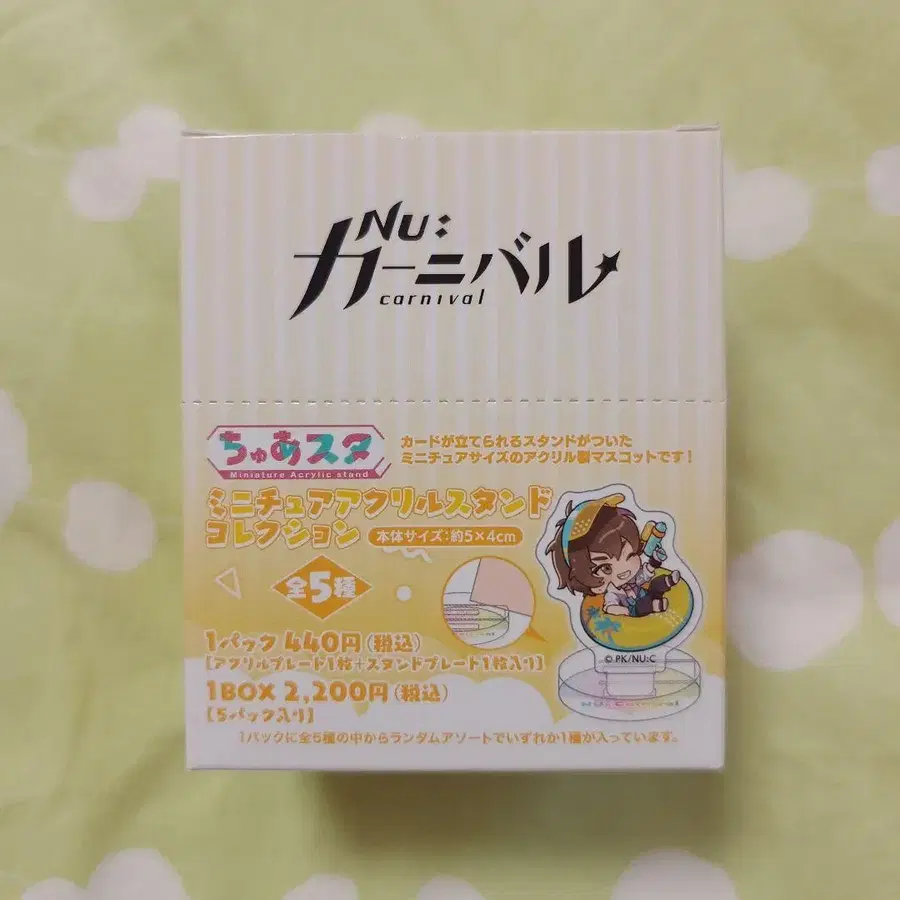 NU:
カーニバル
carnival
ちゅあスタ
Miniature Acrylic stand
カードが立てられるスタンドがついた
ミニチュアサイズのアクリル製マスコットです!
ミニチュアアクリルスタンド
コレクション
本体サイズ:約5×4cm
全5種
1パック 440円(税込)
[アクリルプレート1枚+スタンドプレート1枚入り]
1BOX 2,200円(税込)
[5パック入り]
1パックに全5種の中からランダムアソートでいずれか1種が入っています。
© PK/NU:C